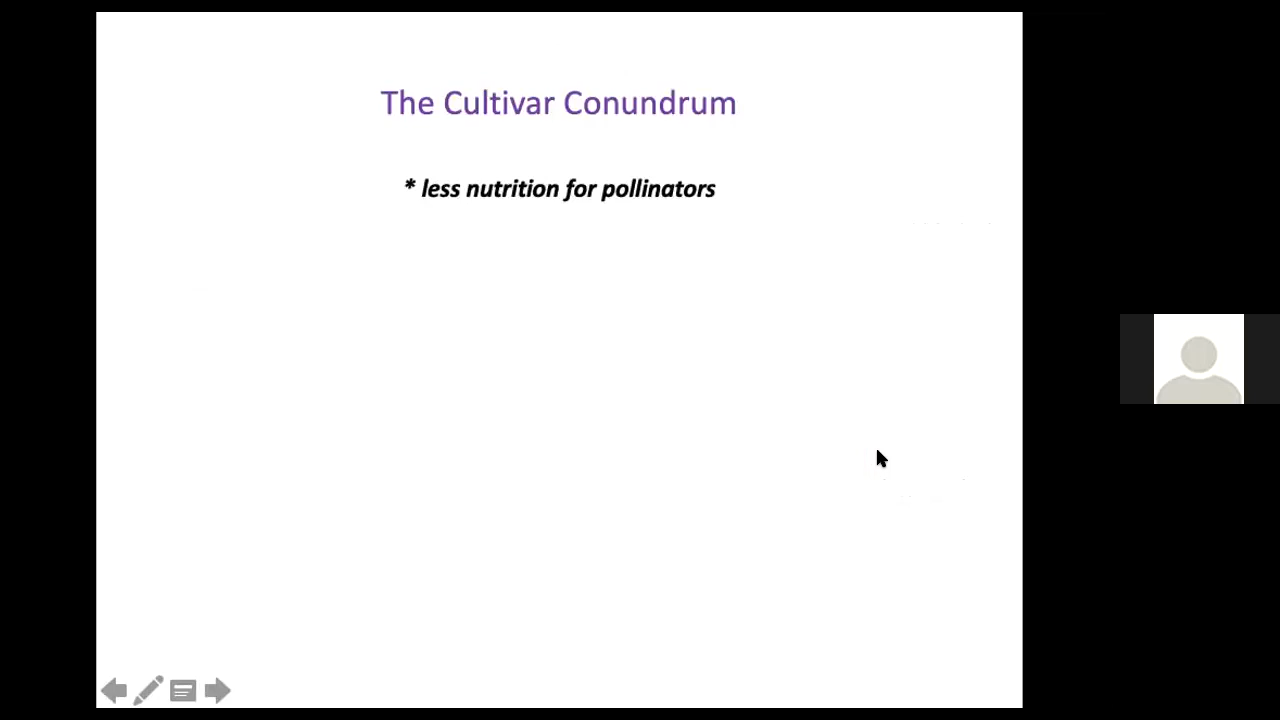 The Cultivar Conundrum
* less nutrition for pollinators